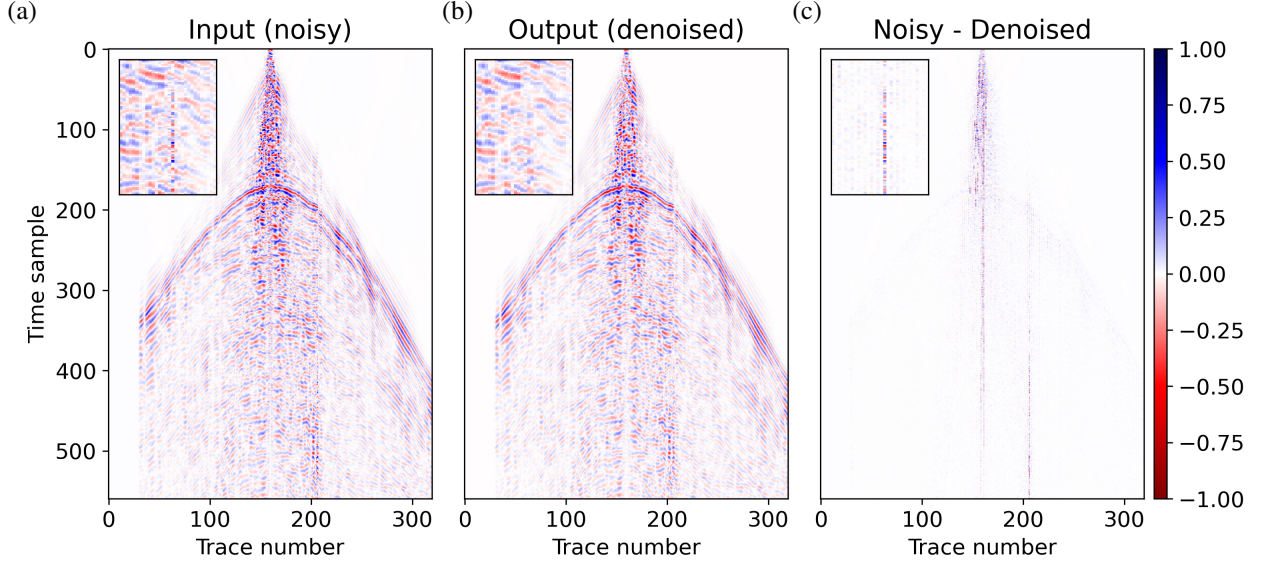 (a)
Input (noisy)
(b)
Output (denoised)
(c)
Noisy - Denoised
0
100
200
300
400
500
Time sample
0
100
200
300
Trace number
0
100
200
300
Trace number
0
100
200
300
Trace number
1.00
0.75
0.50
0.25
0.00
−0.25
−0.50
−0.75
−1.00